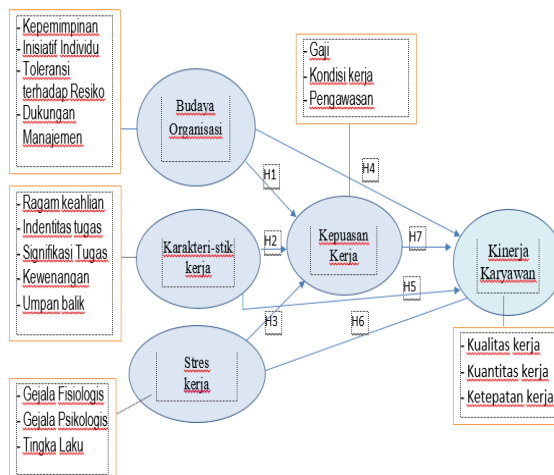 - Kepemimpinan
- Inisiatif Individu
- Toleransi
terhadap Resiko
- Dukungan
Manajemen
- Gaji
- Kondisi kerja
- Pengawasan
Budaya
Organisasi
H1
H4
- Ragam keahlian
- Indentitas tugas
- Signifikasi Tugas
- Kewenangan
- Umpan balik
Karakteri-stik
kerja
H2
Kepuasan
Kerja
H7
Kinerja
Karyawan
H5
H3
H6
Stres
kerja
- Kualitas kerja
- Kuantitas kerja
- Ketepatan kerja
- Gejala Fisiologis
- Gejala Psikologis
- Tingka Laku